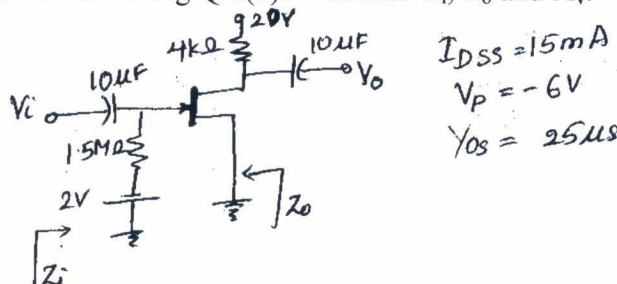 20V
4kΩ
10μF
Vo
10μF
Vi
1.5MΩ
2V
Zo
Zi
IDSS = 15mA
Vp = -6V
Yos = 25μs